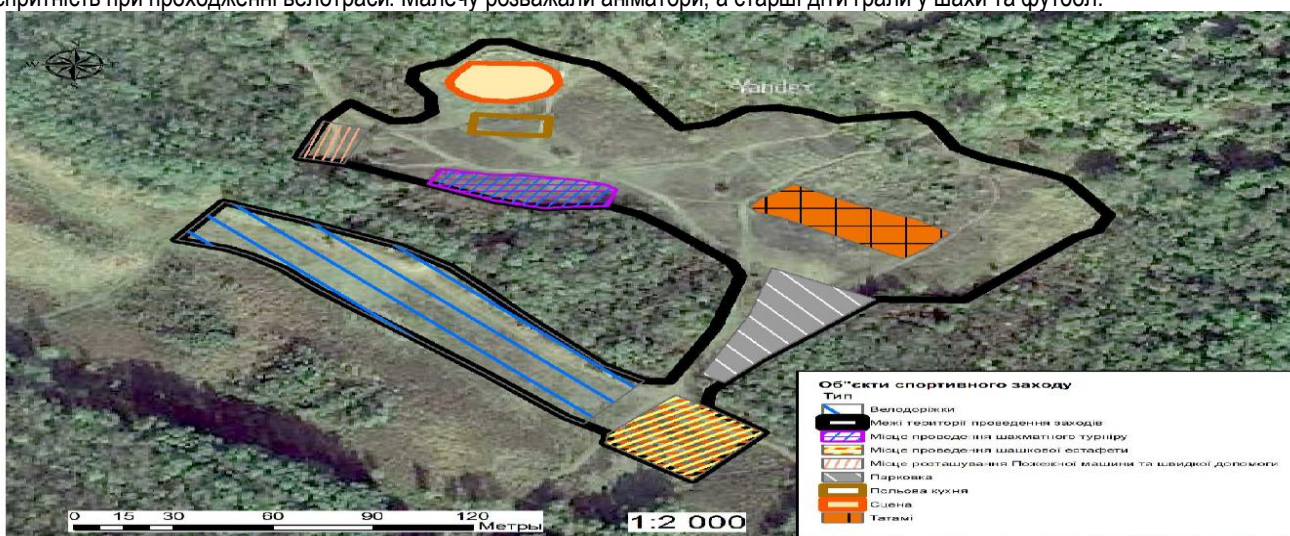 спритність при проходженні велотраси. Малечу розважали аніматори, а старші діти грали у шахи та футбол.
Yandex
Об"єкти спортивного заходу
Тип
Велодоріжки
Межі території проведення заходів
Місце проведення шахматного турніру
Місце проведення шашкової естафети
Місце розташування Пожежної машини та швидкої допомоги
Парковка
Польова кухня
Сцена
Татамі
0 15 30 60 90 120
Метры
1:2 000